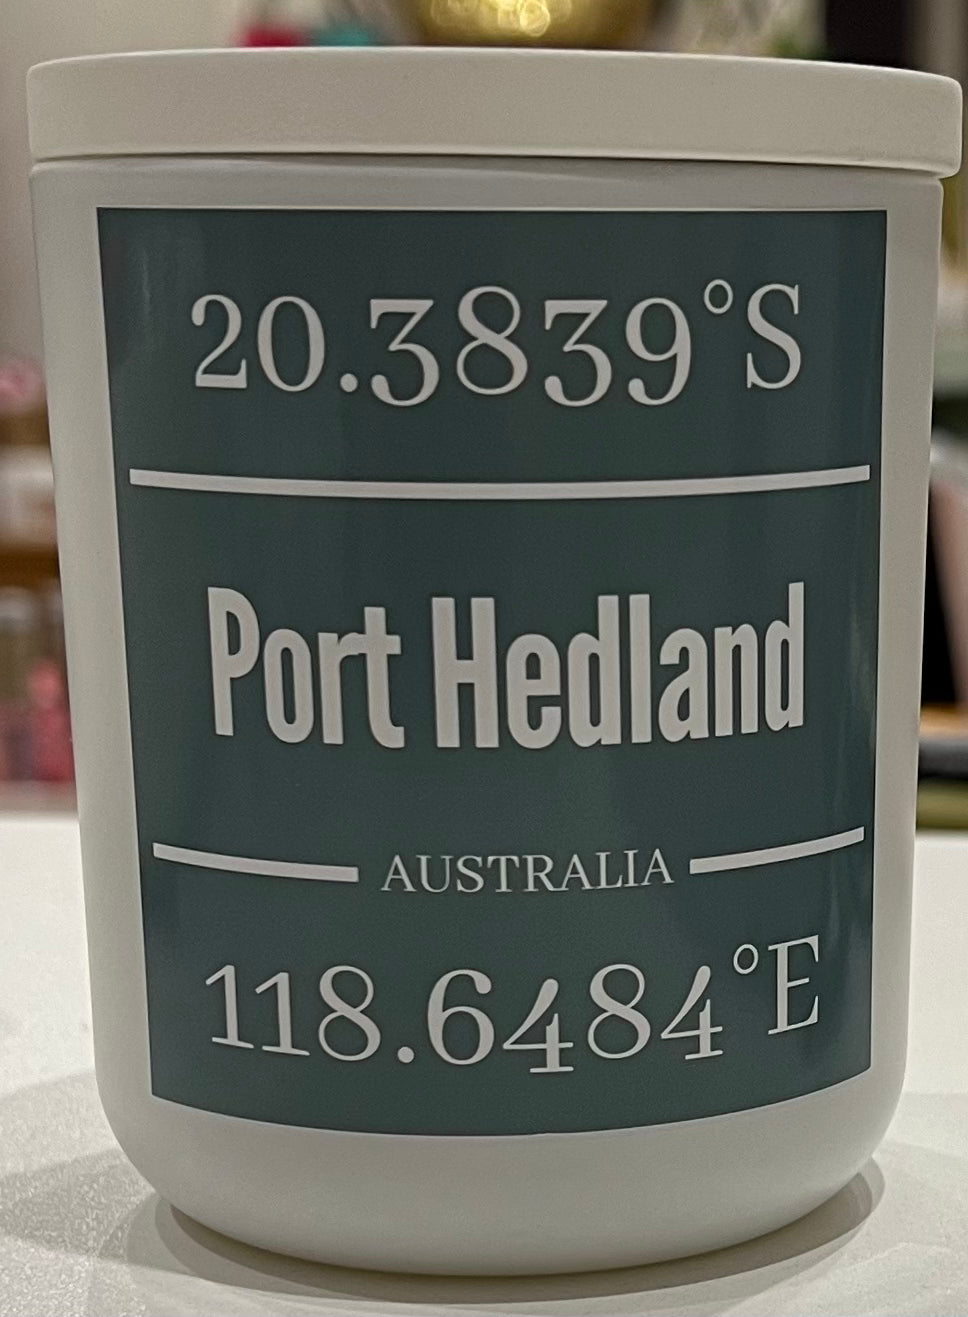 20.3839°S
Port Hedland
AUSTRALIA
118.6484°E